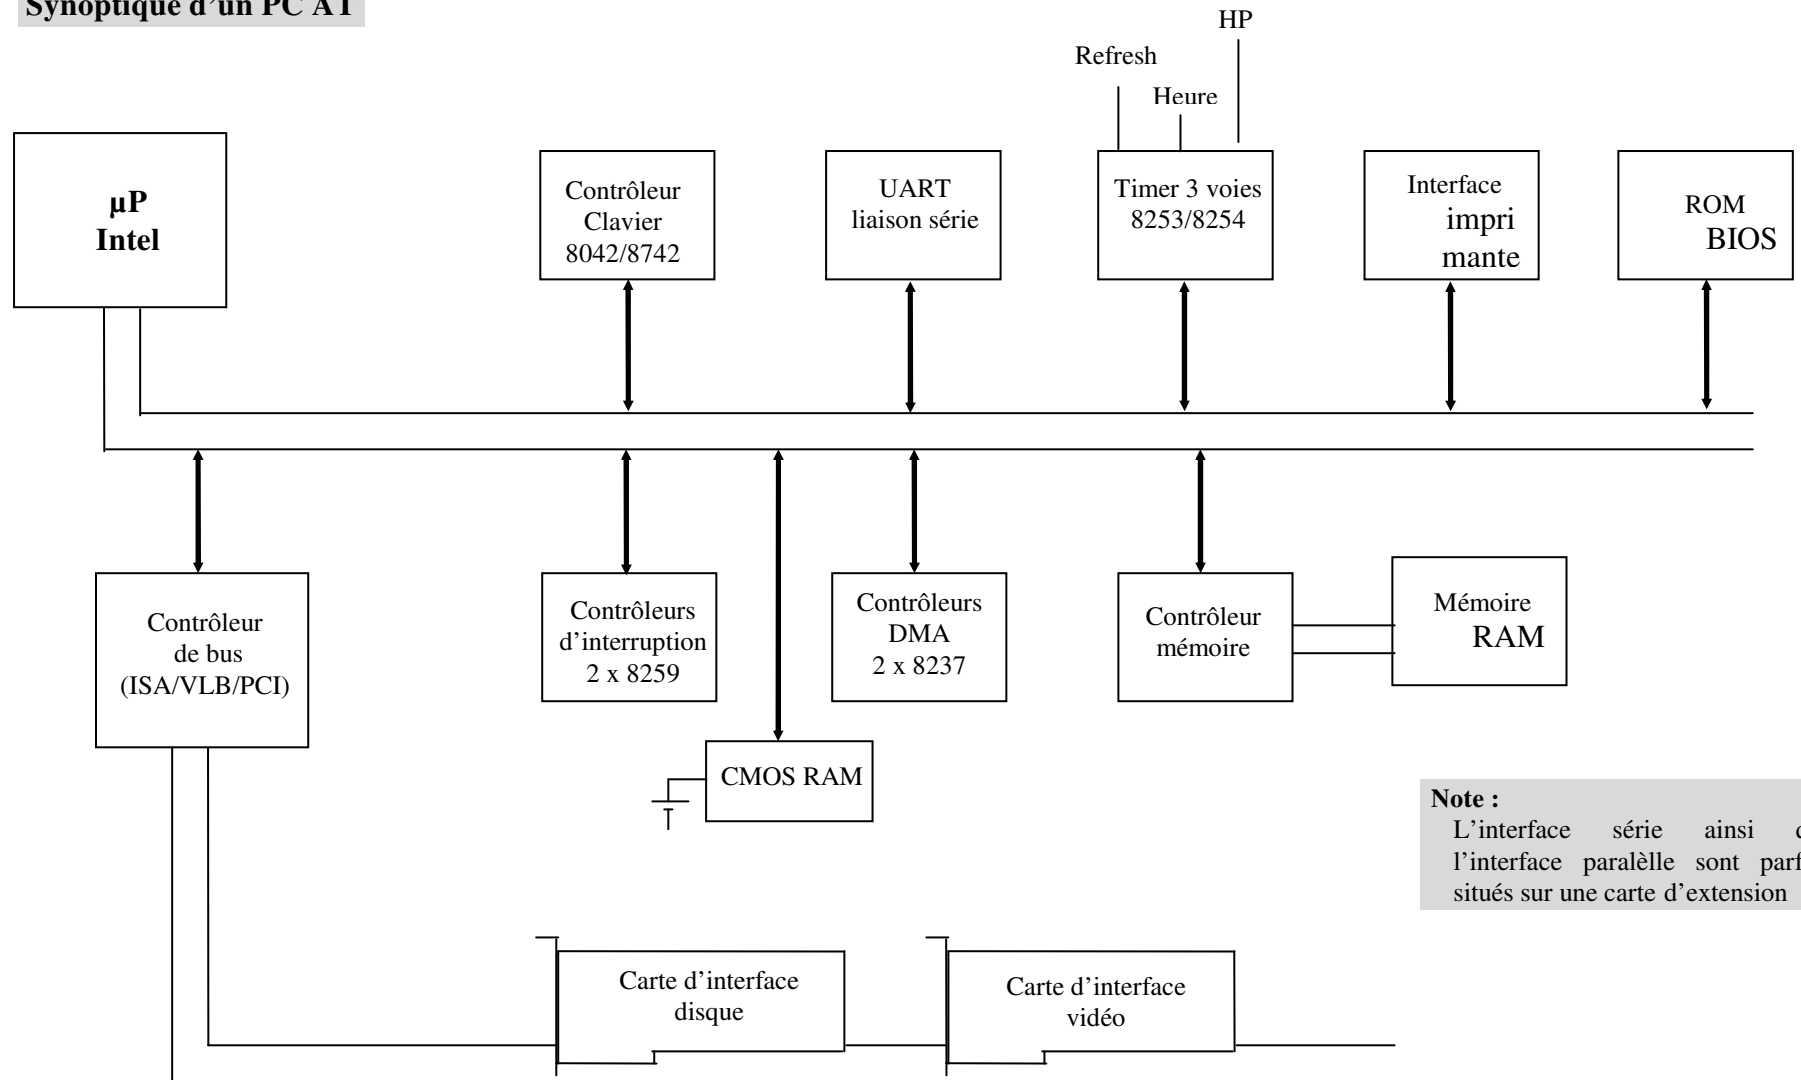 Synoptique d'un PC AT
HP
Refresh
Heure
µP
Intel
Contrôleur
Clavier
8042/8742
UART
liaison série
Timer 3 voies
8253/8254
Interface
impri
mante
ROM
BIOS
Contrôleur
de bus
(ISA/VLB/PCI)
Contrôleurs
d'interruption
2 x 8259
Contrôleurs
DMA
2 x 8237
Contrôleur
mémoire
Mémoire
RAM
CMOS RAM
Note :
L'interface série ainsi
l'interface paralèlle sont
situés sur une carte d'extension
Carte d'interface
disque
Carte d'interface
vidéo